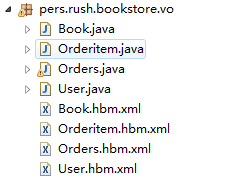 pers.rush.bookstore.vo
Book.java
Orderitem.java
Orders.java
User.java
Book.hbm.xml
Orderitem.hbm.xml
Orders.hbm.xml
User.hbm.xml